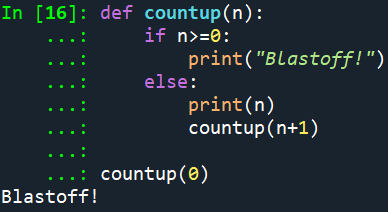 In [16]: def countup(n):
    ...:     if n>=0:
    ...:         print("Blastoff!")
    ...:     else:
    ...:         print(n)
    ...:         countup(n+1)
    ...:
    ...: countup(0)
Blastoff!